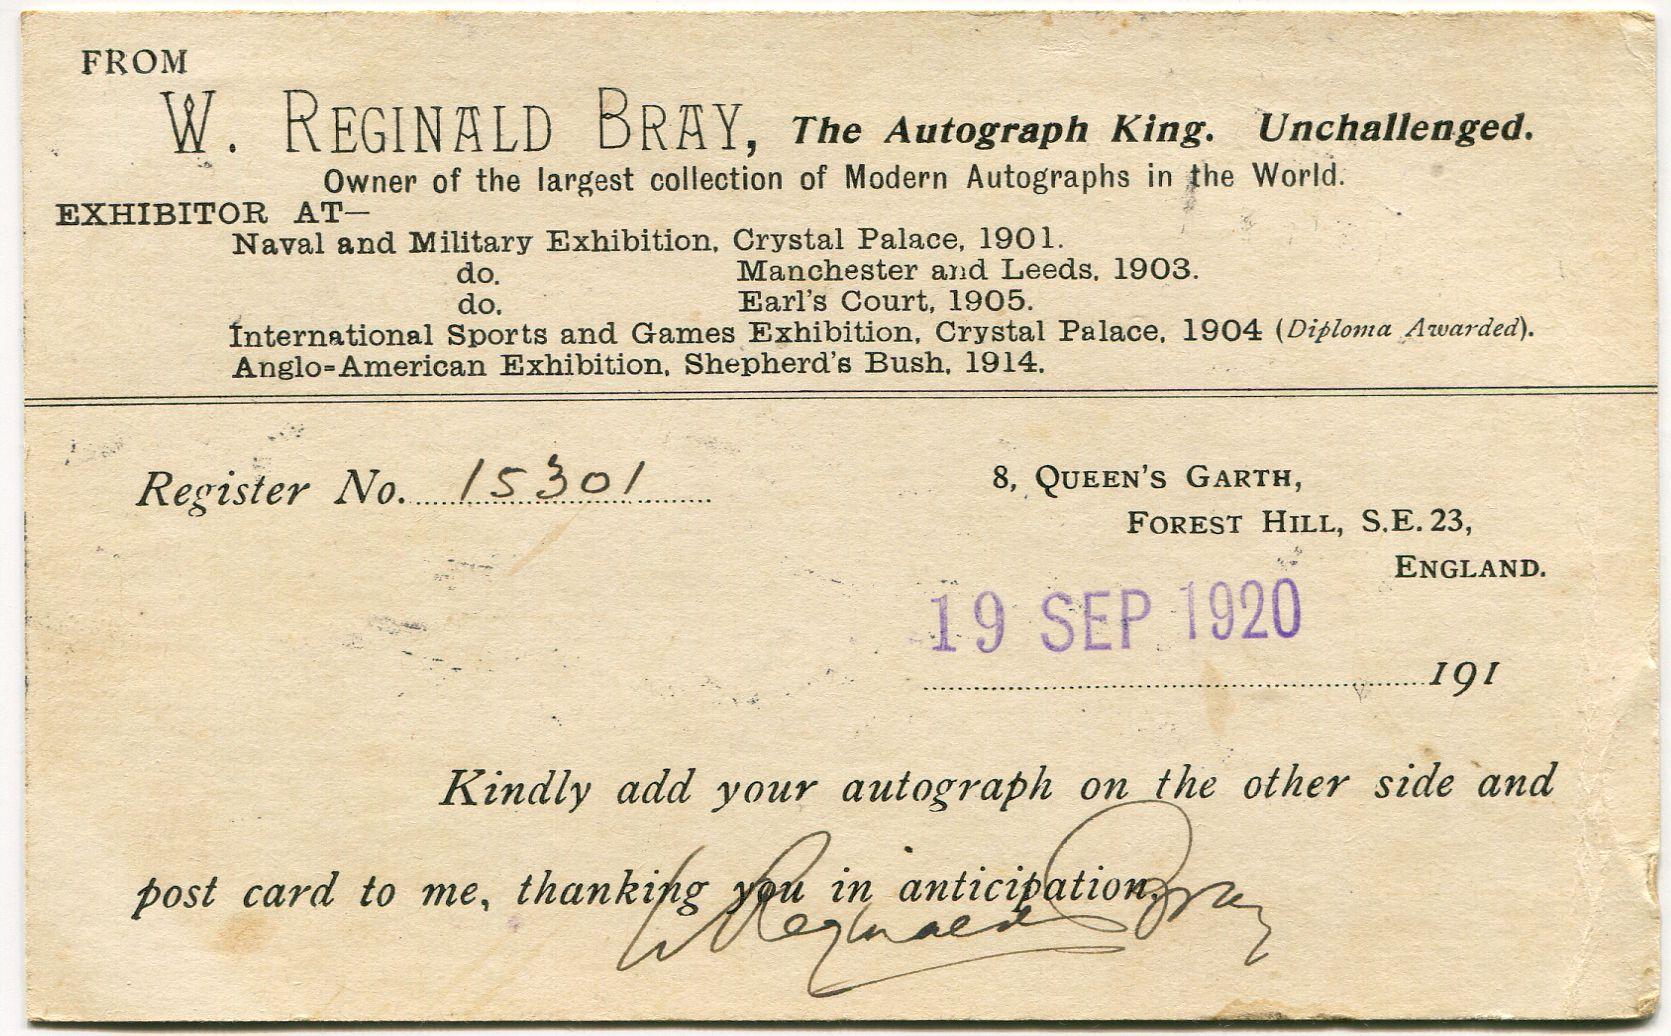 FROM
W. REGINALD BRAY, The Autograph King. Unchallenged.
Owner of the largest collection of Modern Autographs in the World.
EXHIBITOR AT—
Naval and Military Exhibition, Crystal Palace, 1901.
do. Manchester and Leeds, 1903.
do. Earl's Court, 1905.
International Sports and Games Exhibition, Crystal Palace, 1904 (Diploma Awarded).
Anglo=American Exhibition, Shepherd's Bush, 1914.
Register No. 15301
8, QUEEN'S GARTH,
FOREST HILL, S.E. 23,
ENGLAND.
19 SEP 1920
191
Kindly add your autograph on the other side and
post card to me, thanking you in anticipation.
W Reginald Bray